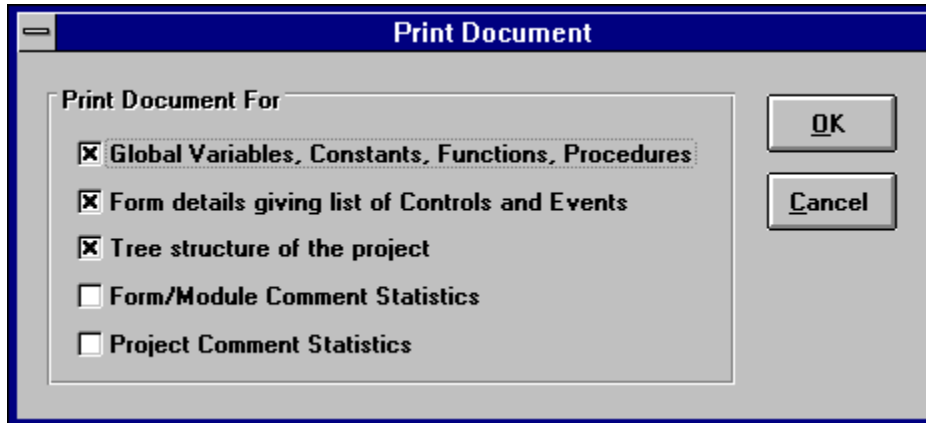 Print Document
Print Document For
Global Variables, Constants, Functions, Procedures
Form details giving list of Controls and Events
Tree structure of the project
Form/Module Comment Statistics
Project Comment Statistics
OK
Cancel